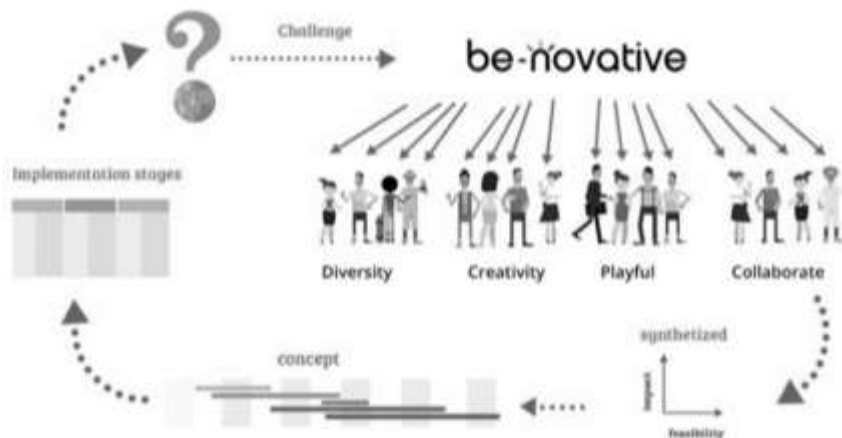 ?
Challenge
be-novative
Implementation stages
Diversity
Creativity
Playful
Collaborate
synthetized
concept
impact
feasibility